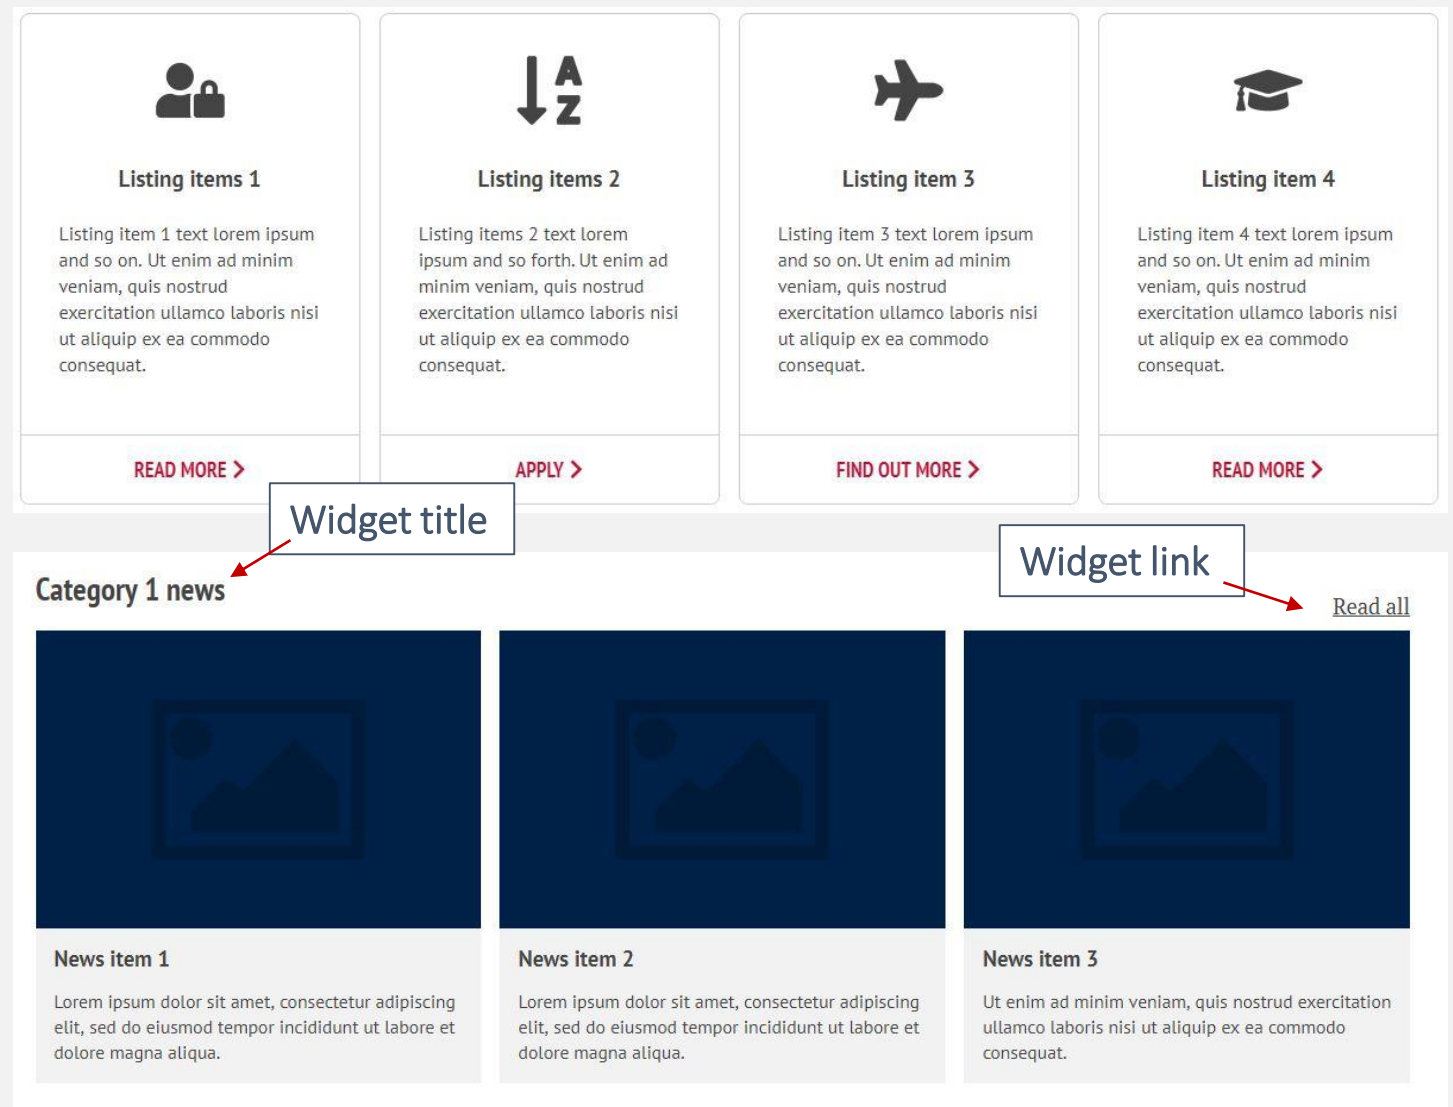 A
Z
Listing items 1
Listing item 1 text lorem ipsum
and so on. Ut enim ad minim
veniam, quis nostrud
exercitation ullamco laboris nisi
ut aliquip ex ea commodo
consequat.
READ MORE
Listing items 2
Listing items 2 text lorem
ipsum and so forth. Ut enim ad
minim veniam, quis nostrud
exercitation ullamco laboris nisi
ut aliquip ex ea commodo
consequat.
APPLY
Listing item 3
Listing item 3 text lorem ipsum
and so on. Ut enim ad minim
veniam, quis nostrud
exercitation ullamco laboris nisi
ut aliquip ex ea commodo
consequat.
FIND OUT MORE
Listing item 4
Listing item 4 text lorem ipsum
and so on. Ut enim ad minim
veniam, quis nostrud
exercitation ullamco laboris nisi
ut aliquip ex ea commodo
consequat.
READ MORE
Widget title
Widget link
Category 1 news
Read all
News item 1
Lorem ipsum dolor sit amet, consectetur adipiscing
elit, sed do eiusmod tempor incididunt ut labore et
dolore magna aliqua.
News item 2
Lorem ipsum dolor sit amet, consectetur adipiscing
elit, sed do eiusmod tempor incididunt ut labore et
dolore magna aliqua.
News item 3
Ut enim ad minim veniam, quis nostrud exercitation
ullamco laboris nisi ut aliquip ex ea commodo
consequat.